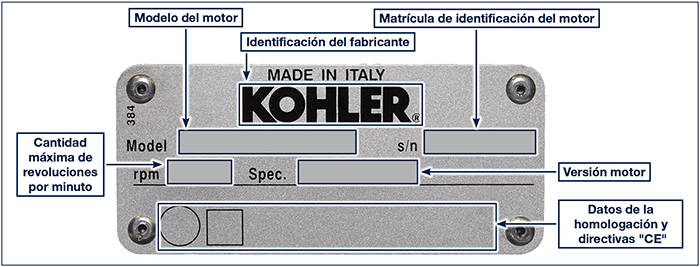 Modelo del motor
Matrícula de identificación del motor
Identificación del fabricante
MADE IN ITALY
KOHLER®
384
Model
s/n
Cantidad
máxima de
revoluciones
por minuto
rpm
Spec.
Versión motor
Datos de la
homologación y
directivas "CE"